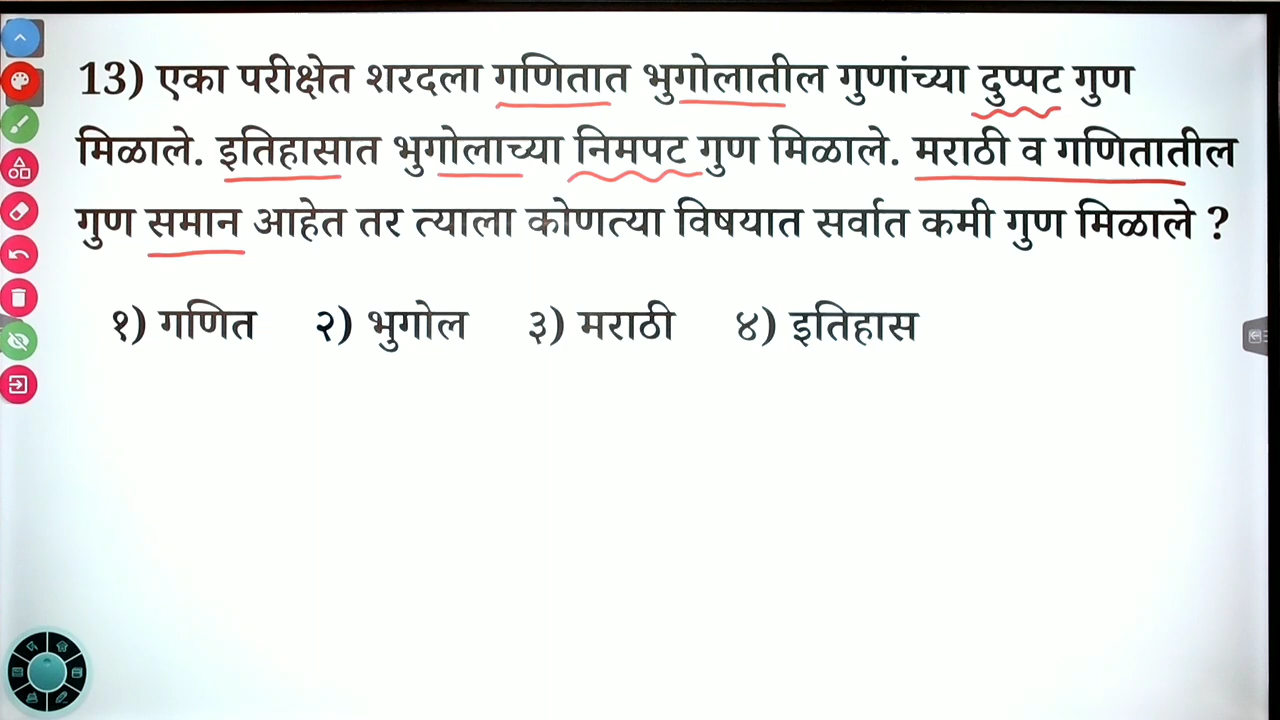 13) एका परीक्षेत शरदला गणितात भुगोलातील गुणांच्या दुप्पट गुण
मिळाले. इतिहासात भुगोलाच्या निमपट गुण मिळाले. मराठी व गणितातील
गुण समान आहेत तर त्याला कोणत्या विषयात सर्वात कमी गुण मिळाले ?
१) गणित २) भुगोल ३) मराठी ४) इतिहास